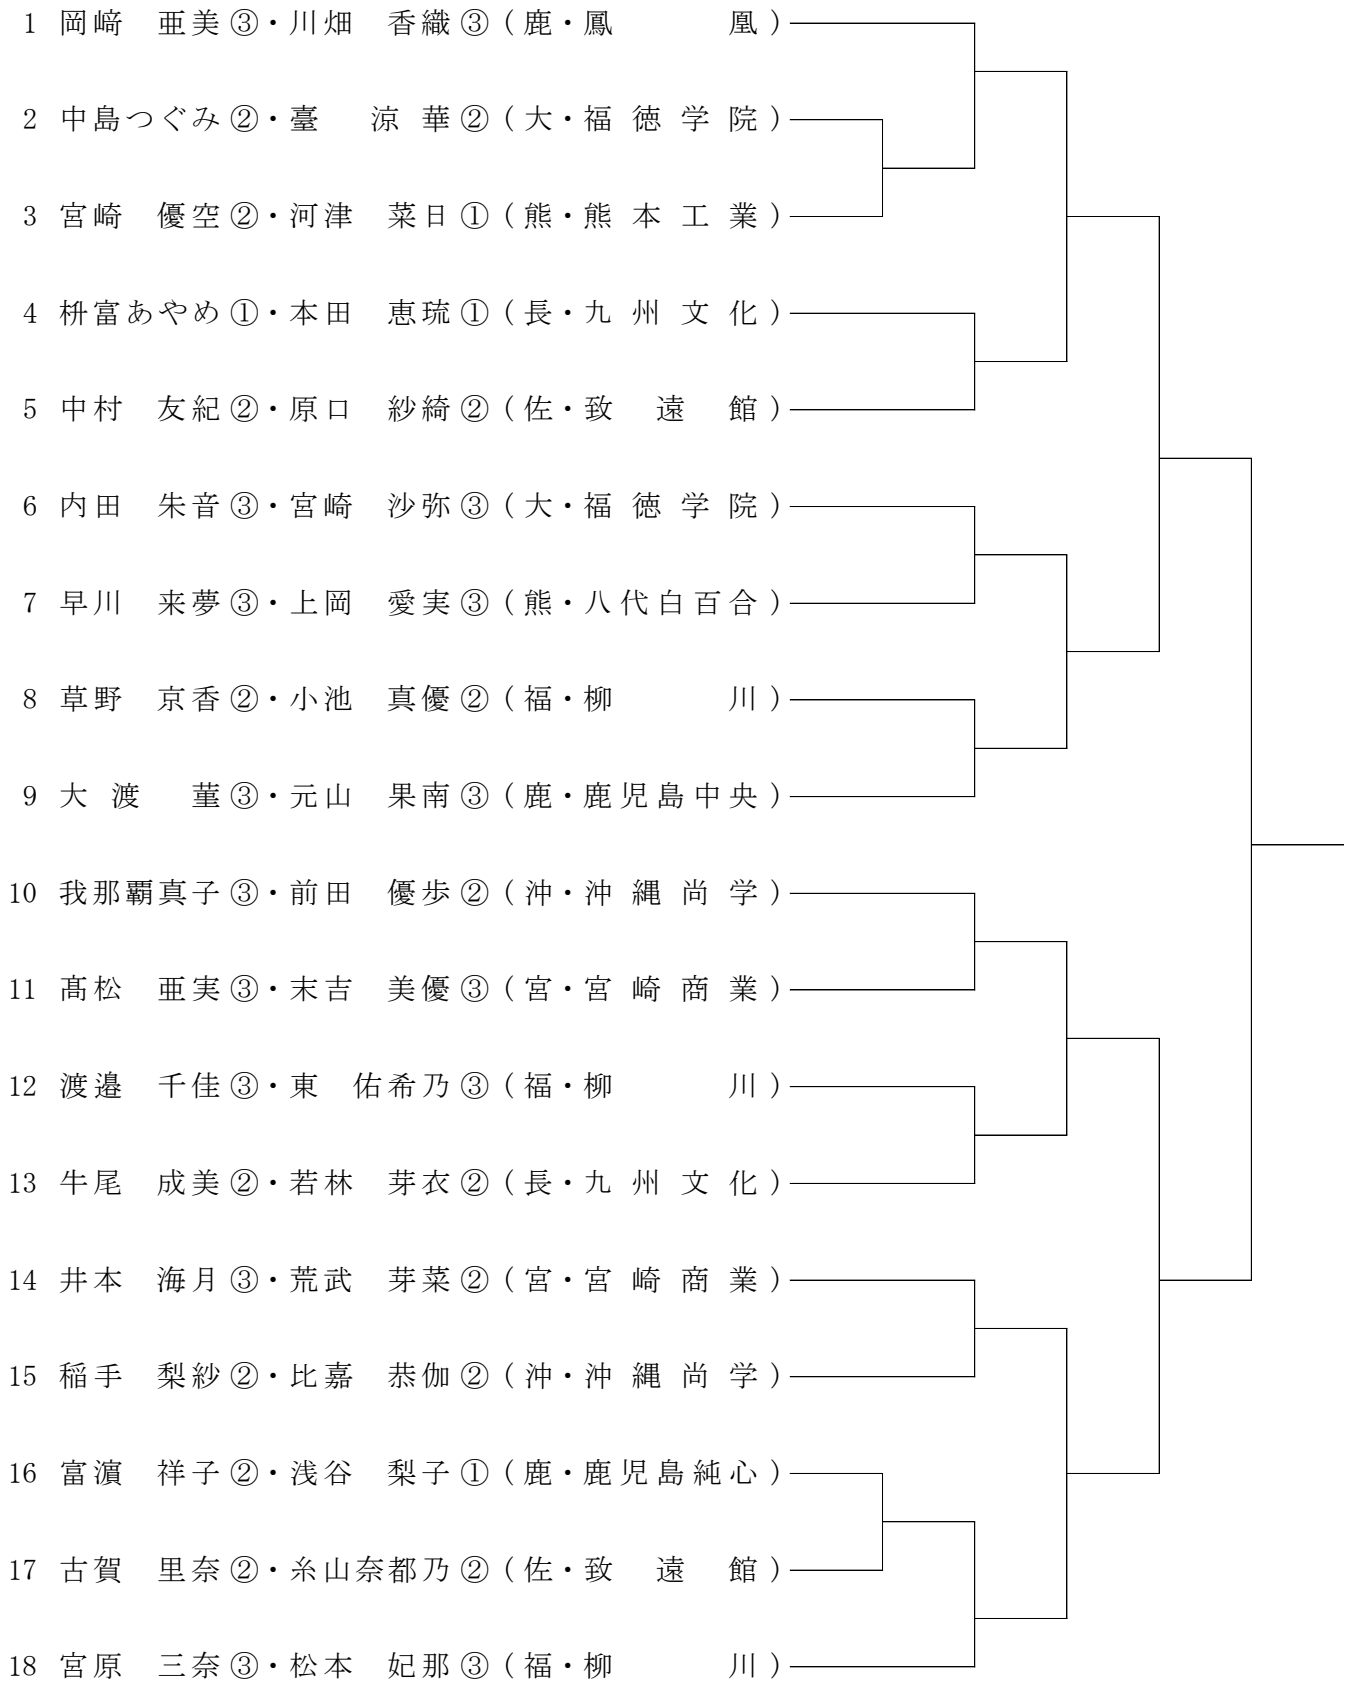 1 岡﨑 亜美③・川畑 香織③(鹿・鳳凰)
2 中島つぐみ②・臺 涼華②(大・福徳学院)
3 宮崎 優空②・河津 菜日①(熊・熊本工業)
4 枡富あやめ①・本田 恵琉①(長・九州文化)
5 中村 友紀②・原口 紗綺②(佐・致遠館)
6 内田 朱音③・宮崎 沙弥③(大・福徳学院)
7 早川 来夢③・上岡 愛実③(熊・八代白百合)
8 草野 京香②・小池 真優②(福・柳川)
9 大渡 菫③・元山 果南③(鹿・鹿児島中央)
10 我那覇真子③・前田 優歩②(沖・沖縄尚学)
11 髙松 亜実③・末吉 美優③(宮・宮崎商業)
12 渡邉 千佳③・東 佑希乃③(福・柳川)
13 牛尾 成美②・若林 芽衣②(長・九州文化)
14 井本 海月③・荒武 芽菜②(宮・宮崎商業)
15 稲手 梨紗②・比嘉 恭伽②(沖・沖縄尚学)
16 富濵 祥子②・浅谷 梨子①(鹿・鹿児島純心)
17 古賀 里奈②・糸山奈都乃②(佐・致遠館)
18 宮原 三奈③・松本 妃那③(福・柳川)